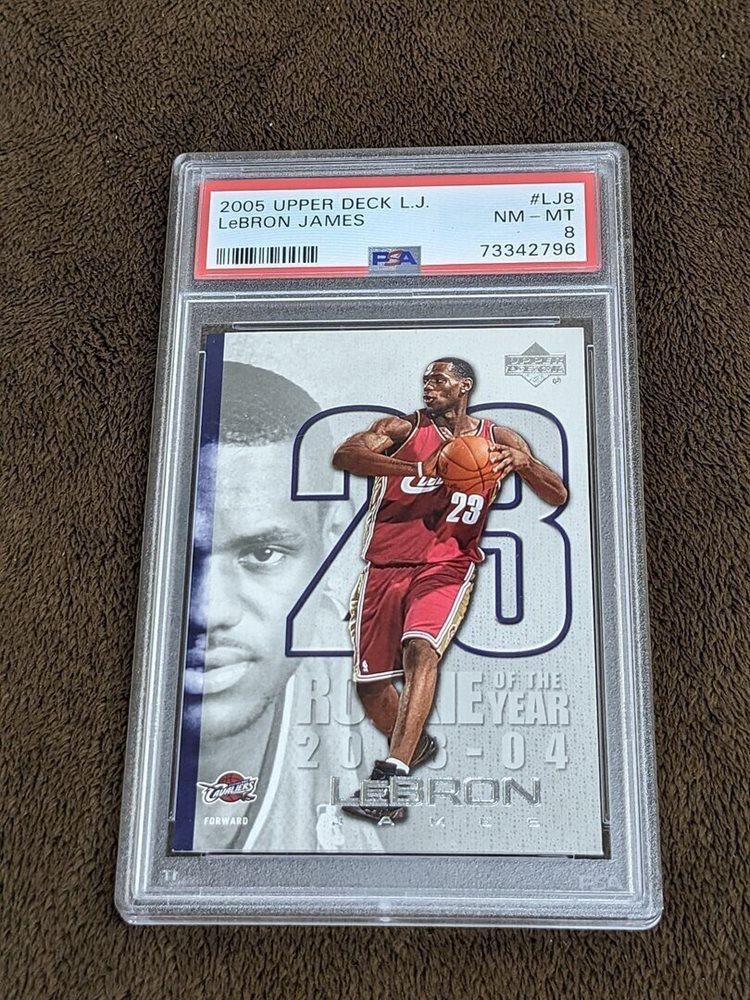 2005 UPPER DECK L.J.
LeBRON JAMES
#LJ8
NM - MT
8
73342796
PSA
UPPER
DECK
23
23
ROOKIE OF THE YEAR
2003-04
LEBRON
JAMES
CAVALIERS
FORWARD
PSA